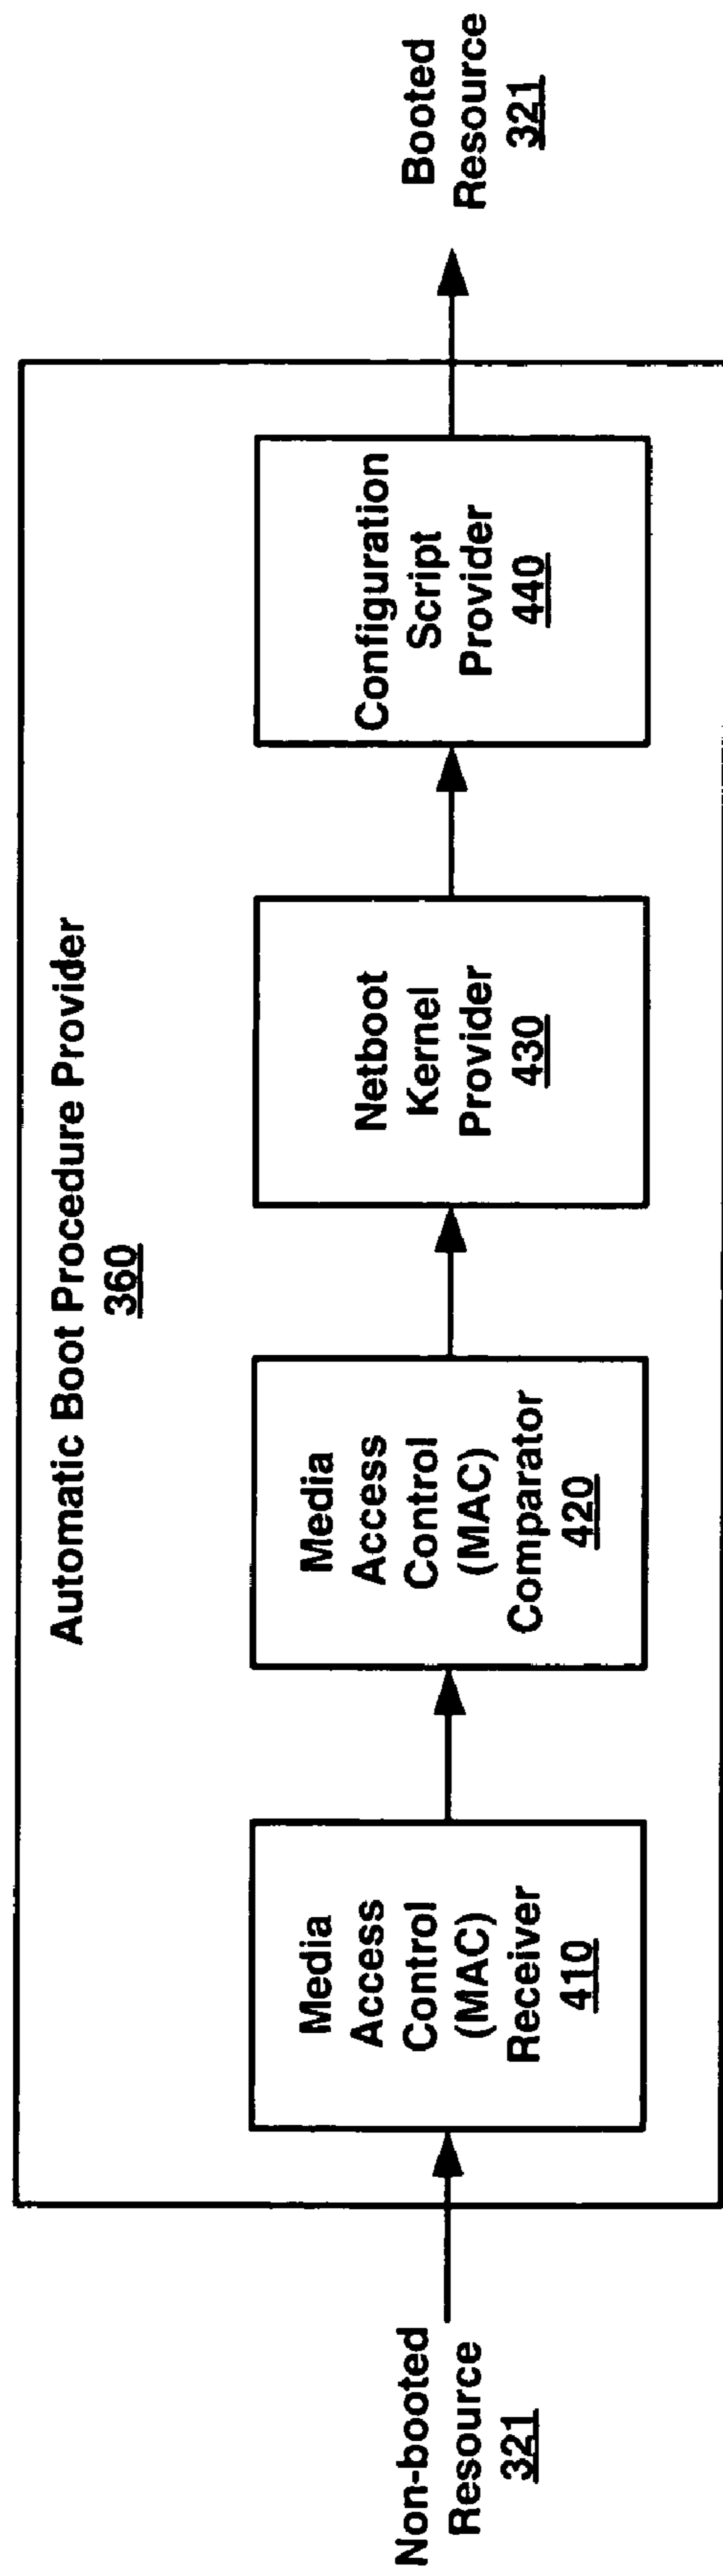 Automatic Boot Procedure Provider
360
Non-booted
Resource
321
Media
Access
Control
(MAC)
Receiver
410
Media
Access
Control
(MAC)
Comparator
420
Netboot
Kernel
Provider
430
Configuration
Script
Provider
440
Booted
Resource
321